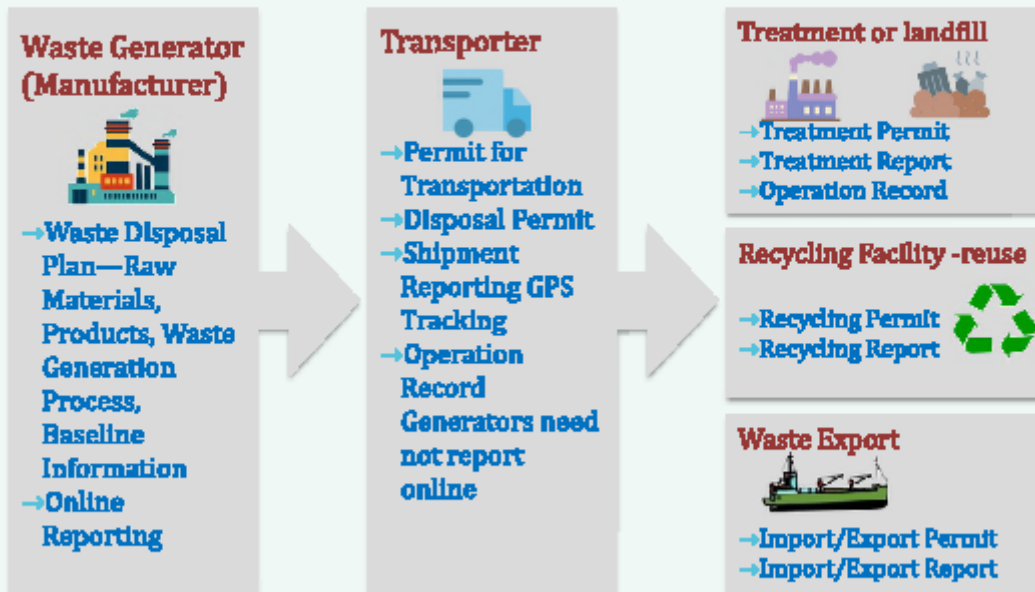 Waste Generator
(Manufacturer)
→Waste Disposal
Plan—Raw
Materials,
Products, Waste
Generation
Process,
Baseline
Information
→Online
Reporting
Transporter
→Permit for
Transportation
→Disposal Permit
→Shipment
Reporting GPS
Tracking
→Operation
Record
Generators need
not report
online
Treatment or landfill
→Treatment Permit
→Treatment Report
→Operation Record
Recycling Facility -reuse
→Recycling Permit
→Recycling Report
Waste Export
→Import/Export Permit
→Import/Export Report